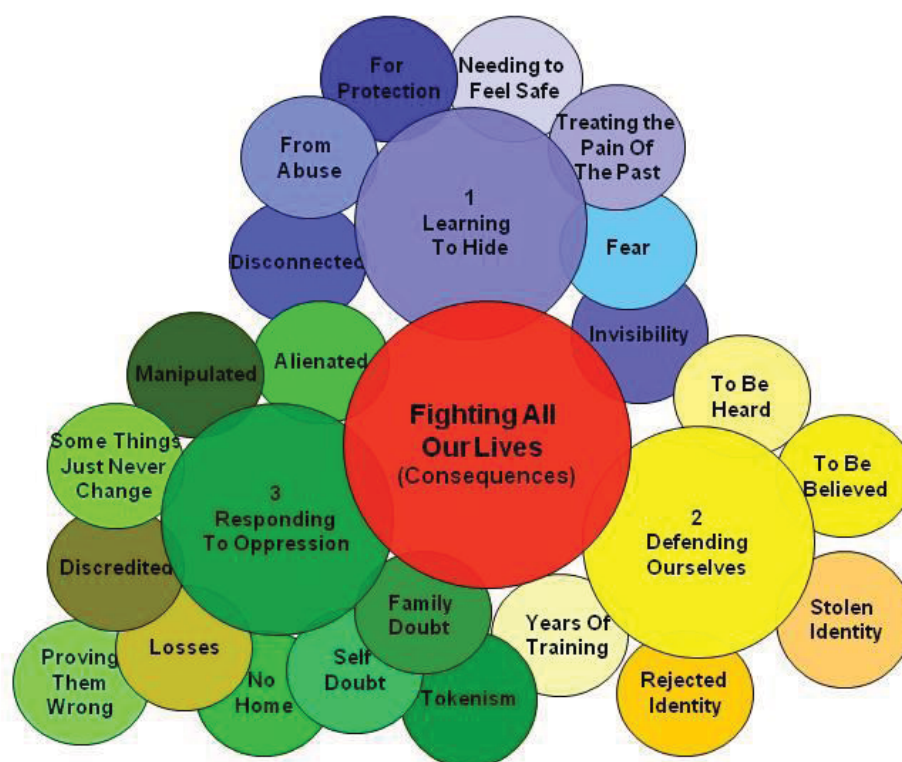 For
Protection
Needing to
Feel Safe
Treating the
Pain Of
The Past
From
Abuse
1
Learning
To Hide
Disconnected
Fear
Invisibility
Manipulated
Alienated
To Be
Heard
Fighting All
Our Lives
(Consequences)
Some Things
Just Never
Change
To Be
Believed
3
Responding
To Oppression
2
Defending
Ourselves
Discredited
Stolen
Identity
Family
Doubt
Years Of
Training
Losses
Proving
Them
Wrong
No
Home
Self
Doubt
Tokenism
Rejected
Identity